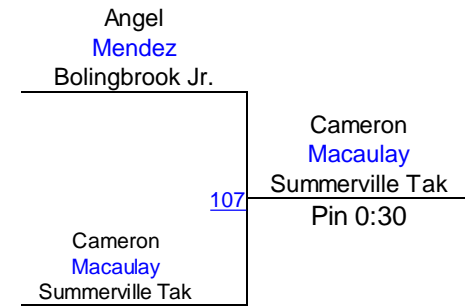 Angel
Mendez
Bolingbrook Jr.
Cameron
Macaulay
Summerville Tak
107
Pin 0:30
Cameron
Macaulay
Summerville Tak